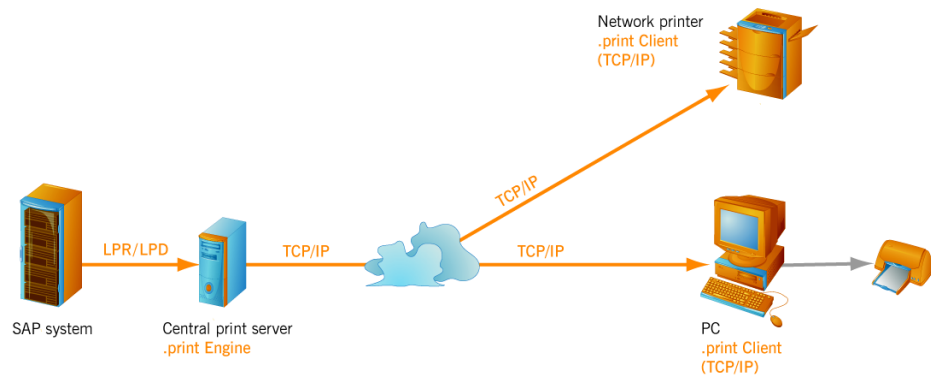 Network printer
.print Client
(TCP/IP)
TCP/IP
LPR/LPD
TCP/IP
TCP/IP
SAP system
Central print server
.print Engine
PC
.print Client
(TCP/IP)